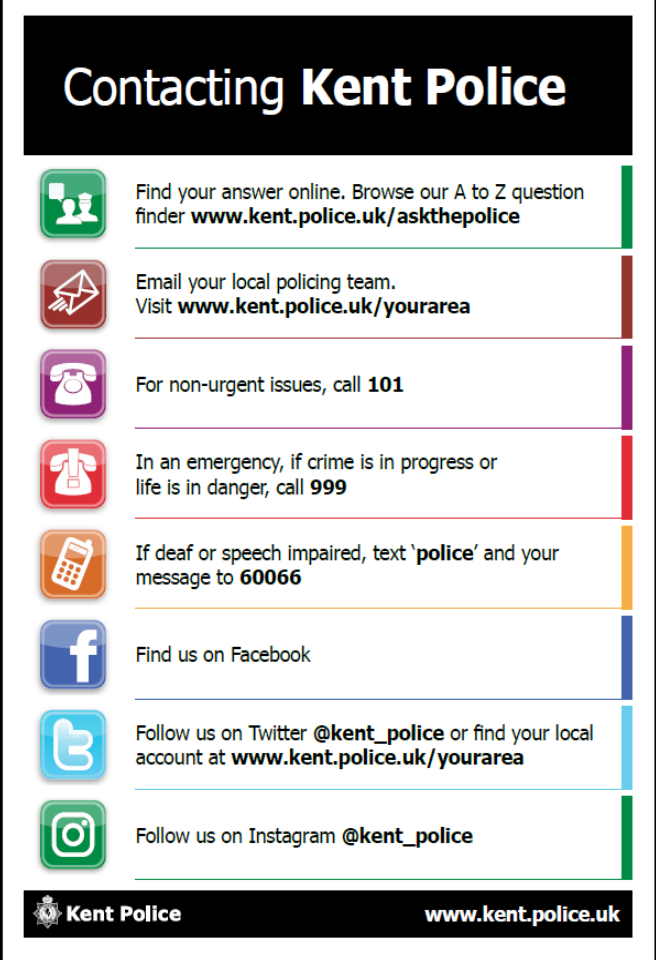 Contacting Kent Police
Find your answer online. Browse our A to Z question
finder www.kent.police.uk/askthepolice
Email your local policing team.
Visit www.kent.police.uk/yourarea
For non-urgent issues, call 101
In an emergency, if crime is in progress or
life is in danger, call 999
If deaf or speech impaired, text ‘police’ and your
message to 60066
Find us on Facebook
Follow us on Twitter @kent_police or find your local
account at www.kent.police.uk/yourarea
Follow us on Instagram @kent_police
Kent Police
www.kent.police.uk